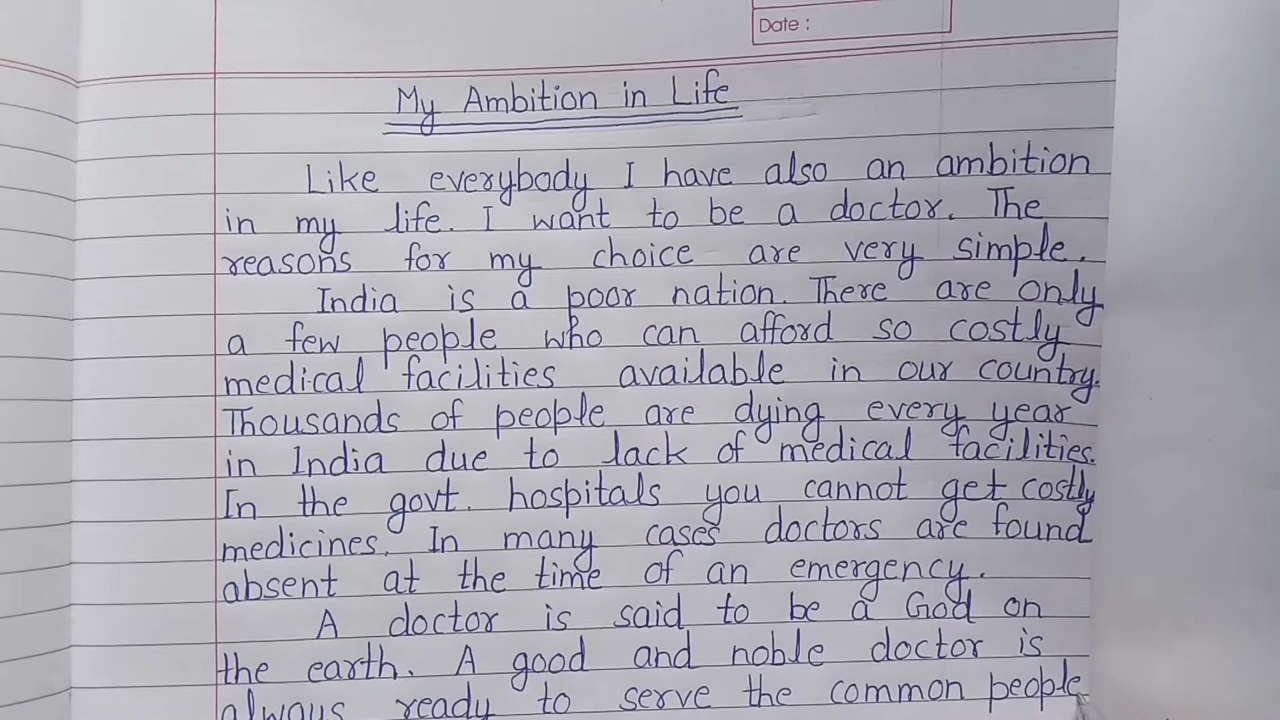 Date :
My Ambition in Life
Like everybody I have also an ambition
in my life. I want to be a doctor. The
reasons for my choice are very simple.
India is a poor nation. There are only
a few people who can afford so costly
medical facilities available in our country.
Thousands of people are dying every year
in India due to lack of medical facilities.
In the govt. hospitals you cannot get costly
medicines. In many cases doctors are found
absent at the time of an emergency.
A doctor is said to be a God on
the earth. A good and noble doctor is
always ready to serve the common people